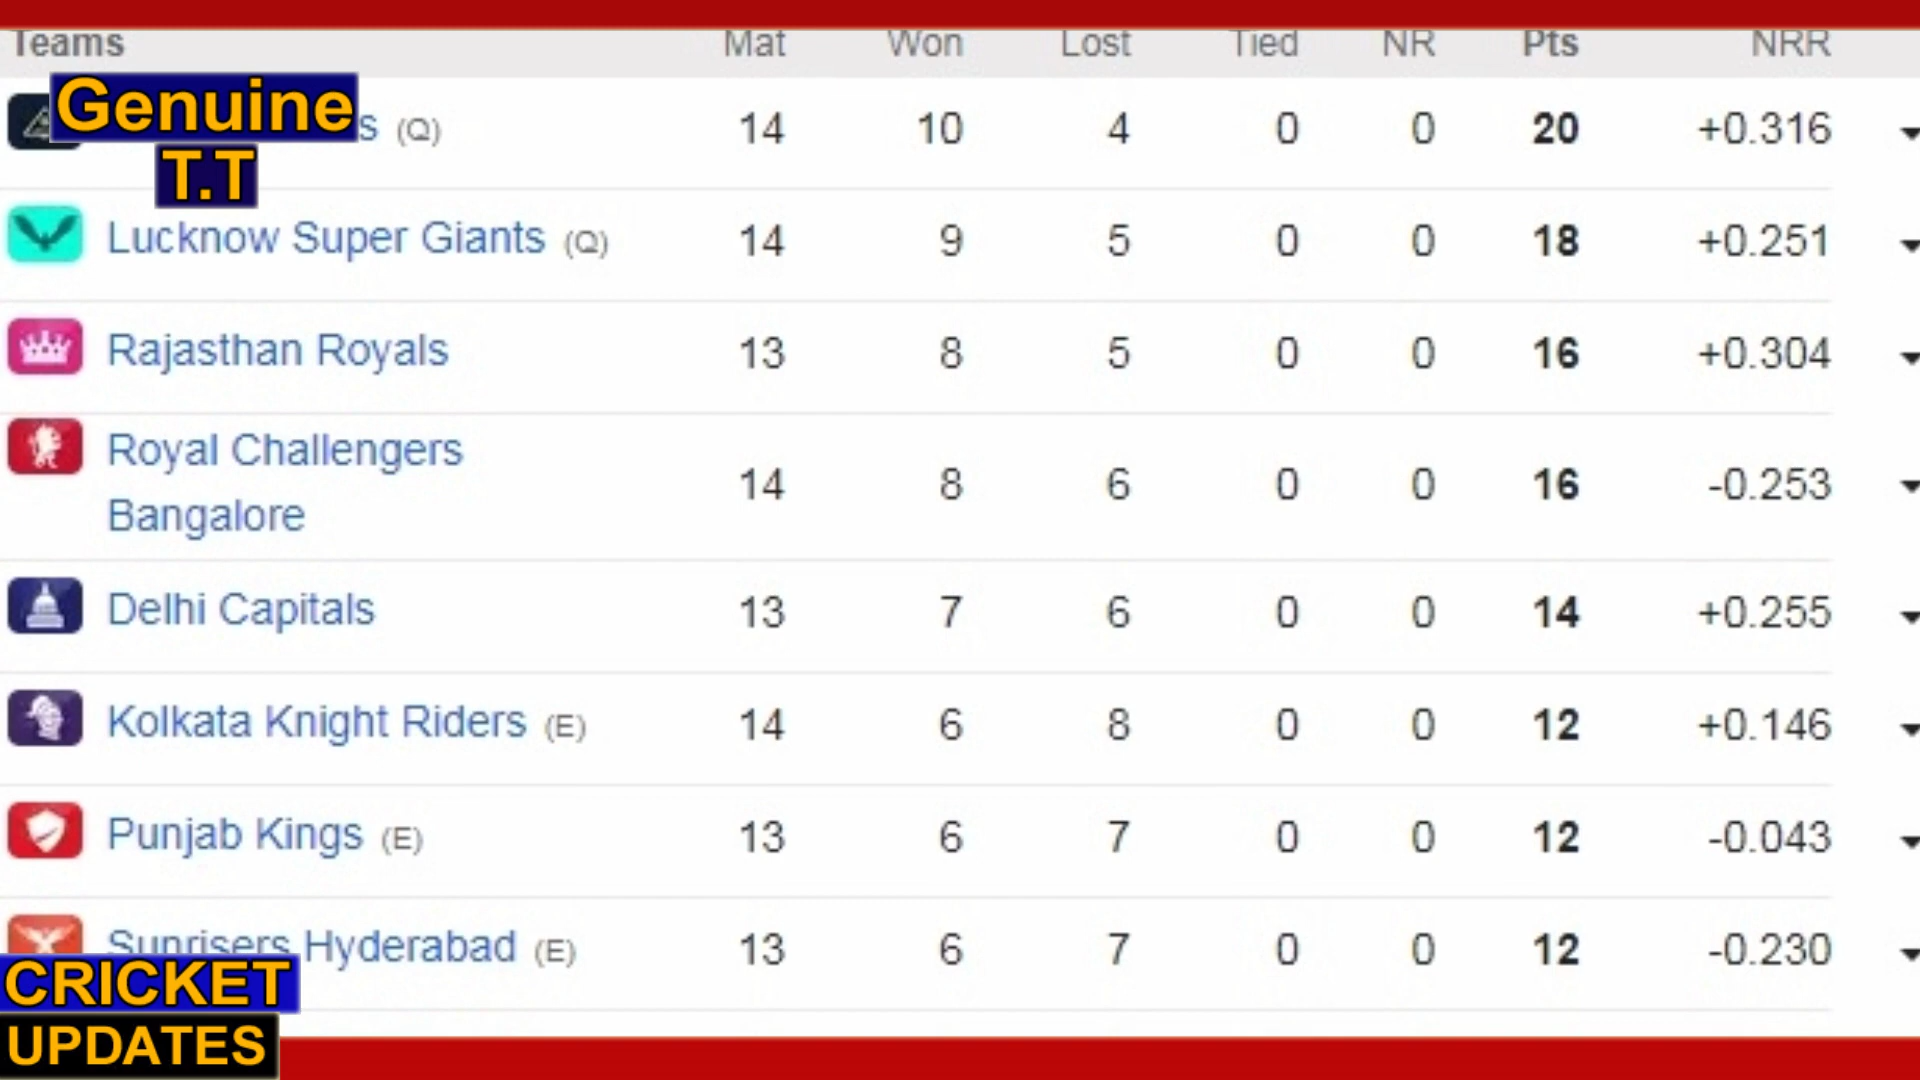 Teams Mat Won Lost Tied NR Pts NRR
Genuine
T.T
s (Q) 14 10 4 0 0 20 +0.316
Lucknow Super Giants (Q) 14 9 5 0 0 18 +0.251
Rajasthan Royals 13 8 5 0 0 16 +0.304
Royal Challengers
Bangalore 14 8 6 0 0 16 -0.253
Delhi Capitals 13 7 6 0 0 14 +0.255
Kolkata Knight Riders (E) 14 6 8 0 0 12 +0.146
Punjab Kings (E) 13 6 7 0 0 12 -0.043
Sunrisers Hyderabad (E) 13 6 7 0 0 12 -0.230
CRICKET
UPDATES